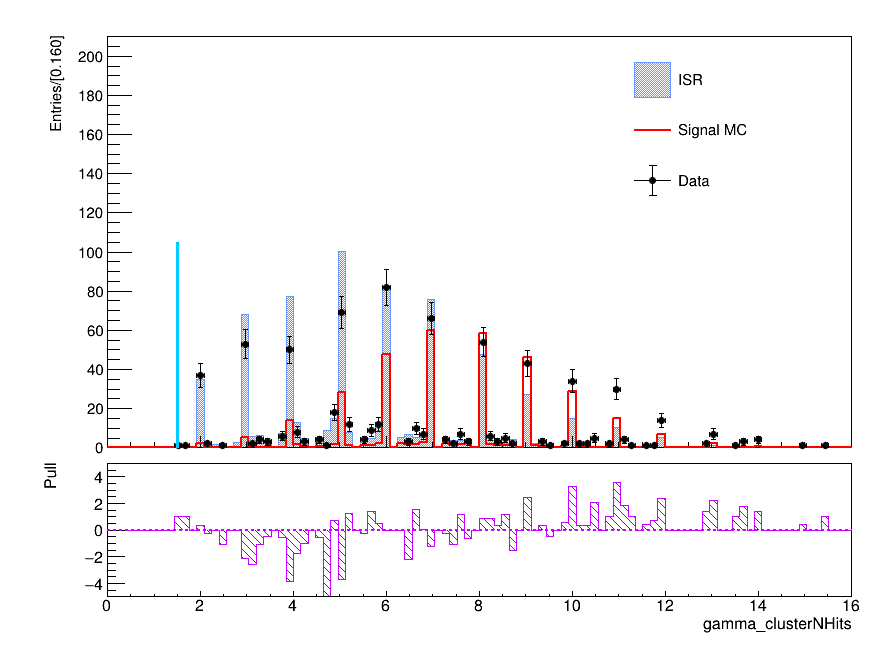 Entries/[0.160]
200
180
160
140
120
100
80
60
40
20
0
ISR
Signal MC
Data
Pull
4
2
0
−2
−4
0 2 4 6 8 10 12 14 16
gamma_clusterNHits